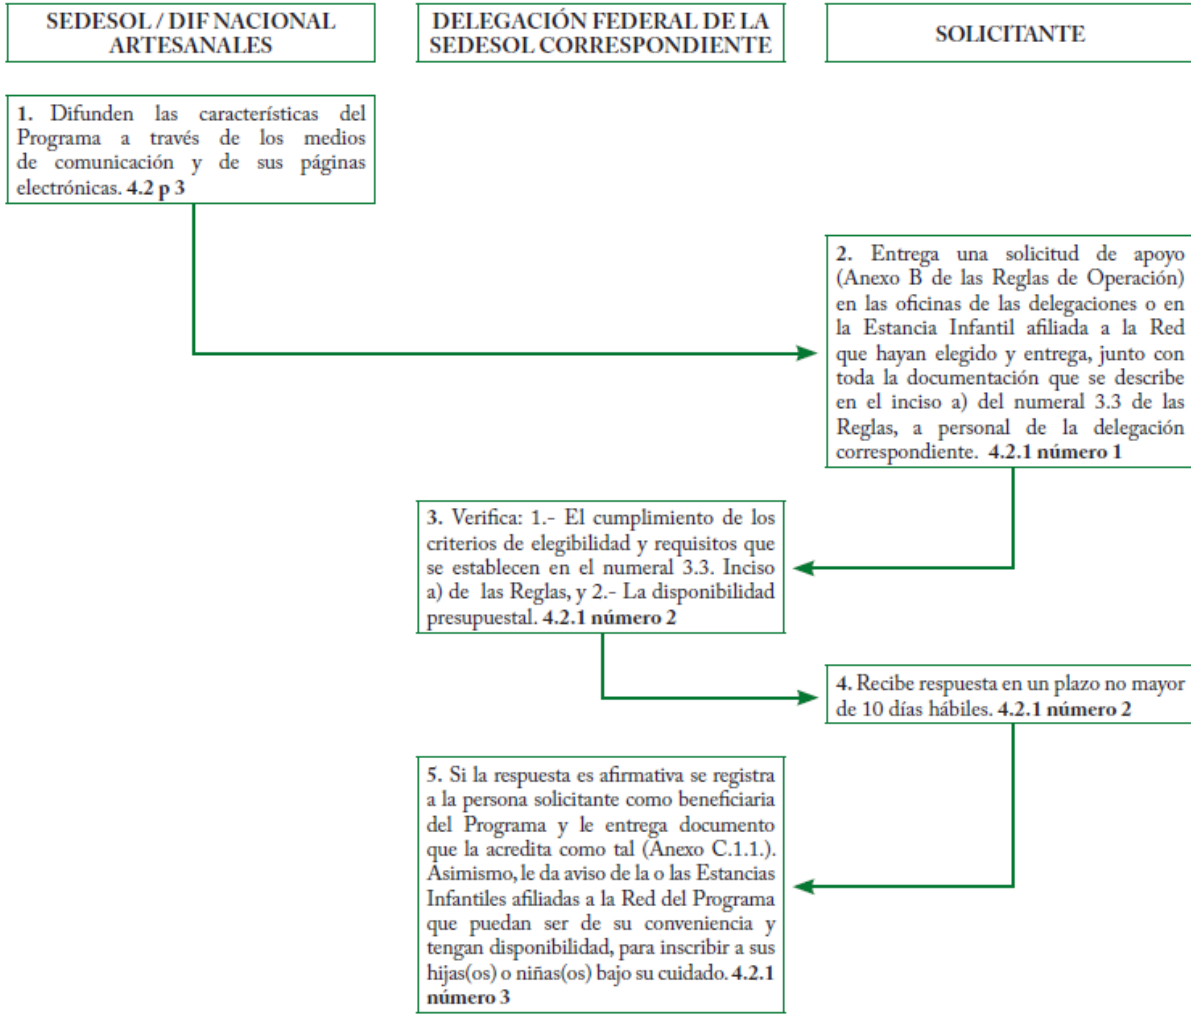 SEDESOL / DIF NACIONAL
ARTESANALES
DELEGACIÓN FEDERAL DE LA
SEDESOL CORRESPONDIENTE
SOLICITANTE
1. Difunden las características del
Programa a través de los medios
de comunicación y de sus páginas
electrónicas. 4.2 p 3
2. Entrega una solicitud de apoyo
(Anexo B de las Reglas de Operación)
en las oficinas de las delegaciones o en
la Estancia Infantil afiliada a la Red
que hayan elegido y entrega, junto con
toda la documentación que se describe
en el inciso a) del numeral 3.3 de las
Reglas, a personal de la delegación
correspondiente. 4.2.1 número 1
3. Verifica: 1.- El cumplimiento de los
criterios de elegibilidad y requisitos que
se establecen en el numeral 3.3. Inciso
a) de las Reglas, y 2.- La disponibilidad
presupuestal. 4.2.1 número 2
4. Recibe respuesta en un plazo no mayor
de 10 días hábiles. 4.2.1 número 2
5. Si la respuesta es afirmativa se registra
a la persona solicitante como beneficiaria
del Programa y le entrega documento
que la acredita como tal (Anexo C.1.1.).
Asimismo, le da aviso de la o las Estancias
Infantiles afiliadas a la Red del Programa
que puedan ser de su conveniencia y
tengan disponibilidad, para inscribir a sus
hijas(os) o niñas(os) bajo su cuidado. 4.2.1
número 3